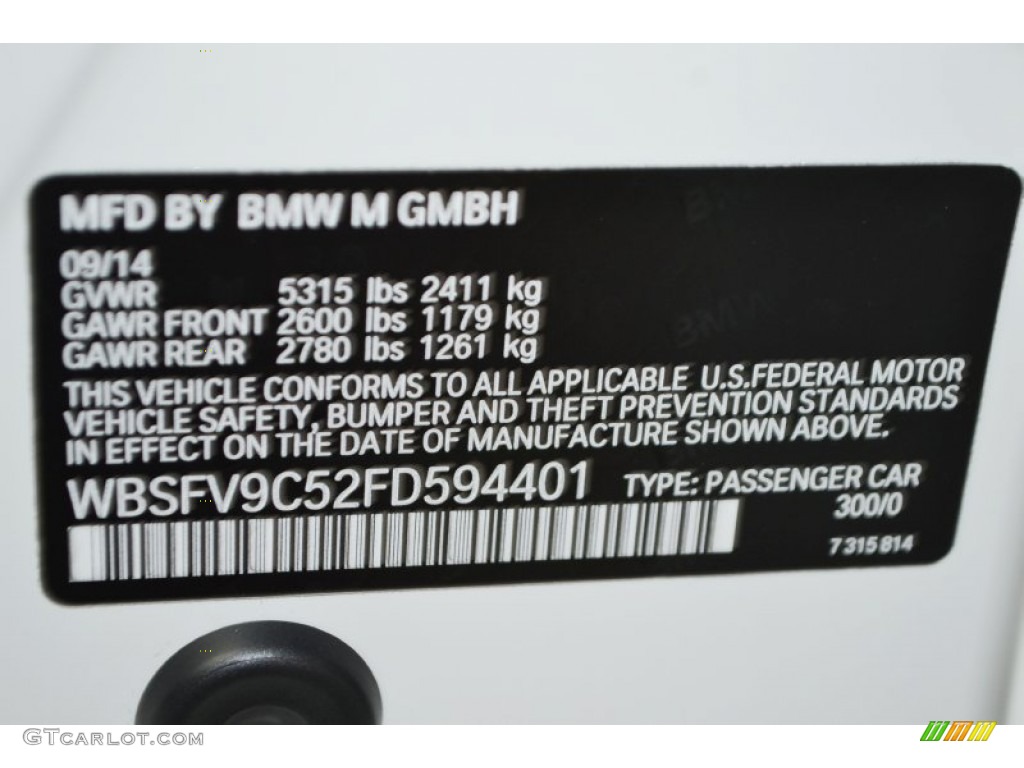 MFD BY BMW M GMBH
09/14
GVWR 5315 lbs 2411 kg
GAWR FRONT 2600 lbs 1179 kg
GAWR REAR 2780 lbs 1261 kg
THIS VEHICLE CONFORMS TO ALL APPLICABLE U.S.FEDERAL MOTOR
VEHICLE SAFETY, BUMPER AND THEFT PREVENTION STANDARDS
IN EFFECT ON THE DATE OF MANUFACTURE SHOWN ABOVE.
WBSFV9C52FD594401 TYPE: PASSENGER CAR
300/0
7 315 814
GTCarLot.com